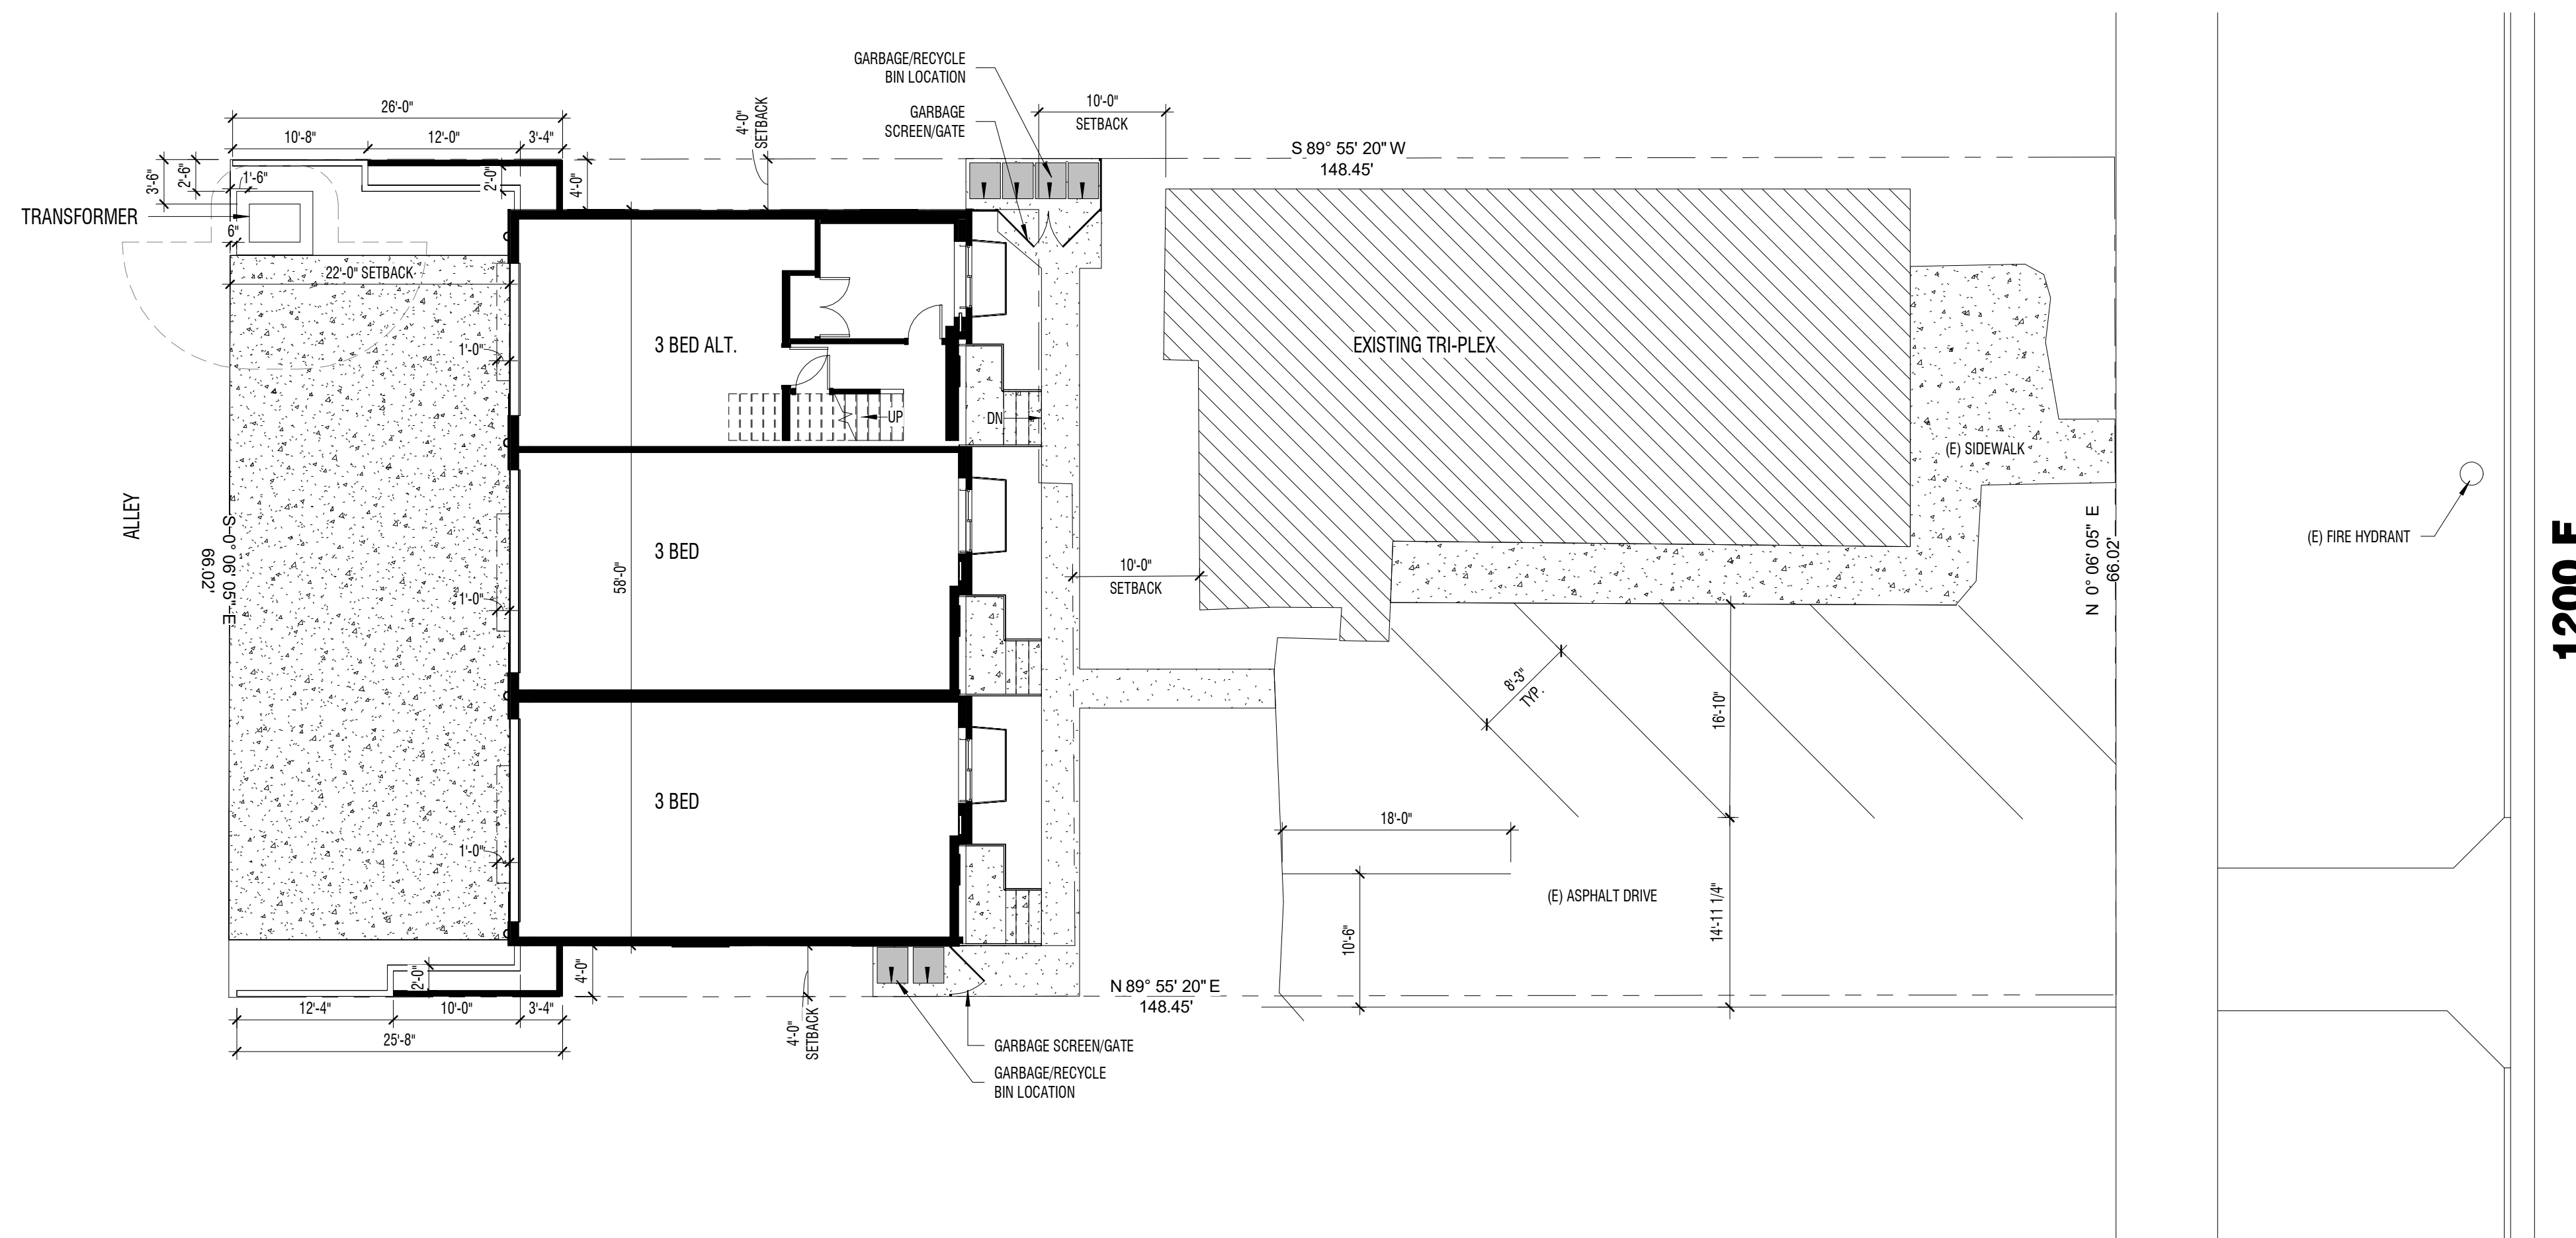 GARBAGE/RECYCLE
BIN LOCATION
GARBAGE
SCREEN/GATE
26'-0"
10'-8"
12'-0"
3'-4"
4'-0"
SETBACK
10'-0"
SETBACK
S 89° 55' 20" W
148.45'
3'-6"
2'-6"
1'-6"
2'-0"
4'-0"
TRANSFORMER
6"
22'-0" SETBACK
1'-0"
3 BED ALT.
UP
DN
EXISTING TRI-PLEX
(E) SIDEWALK
ALLEY
S 0° 06' 05" E
66.02'
3 BED
58'-0"
1'-0"
10'-0"
SETBACK
N 0° 06' 05" E
66.02'
(E) FIRE HYDRANT
1200 E
8'-3"
TYP.
16'-10"
3 BED
1'-0"
18'-0"
(E) ASPHALT DRIVE
10'-6"
14'-11 1/4"
2'-0"
4'-0"
12'-4"
10'-0"
3'-4"
25'-8"
4'-0"
SETBACK
N 89° 55' 20" E
148.45'
GARBAGE SCREEN/GATE
GARBAGE/RECYCLE
BIN LOCATION